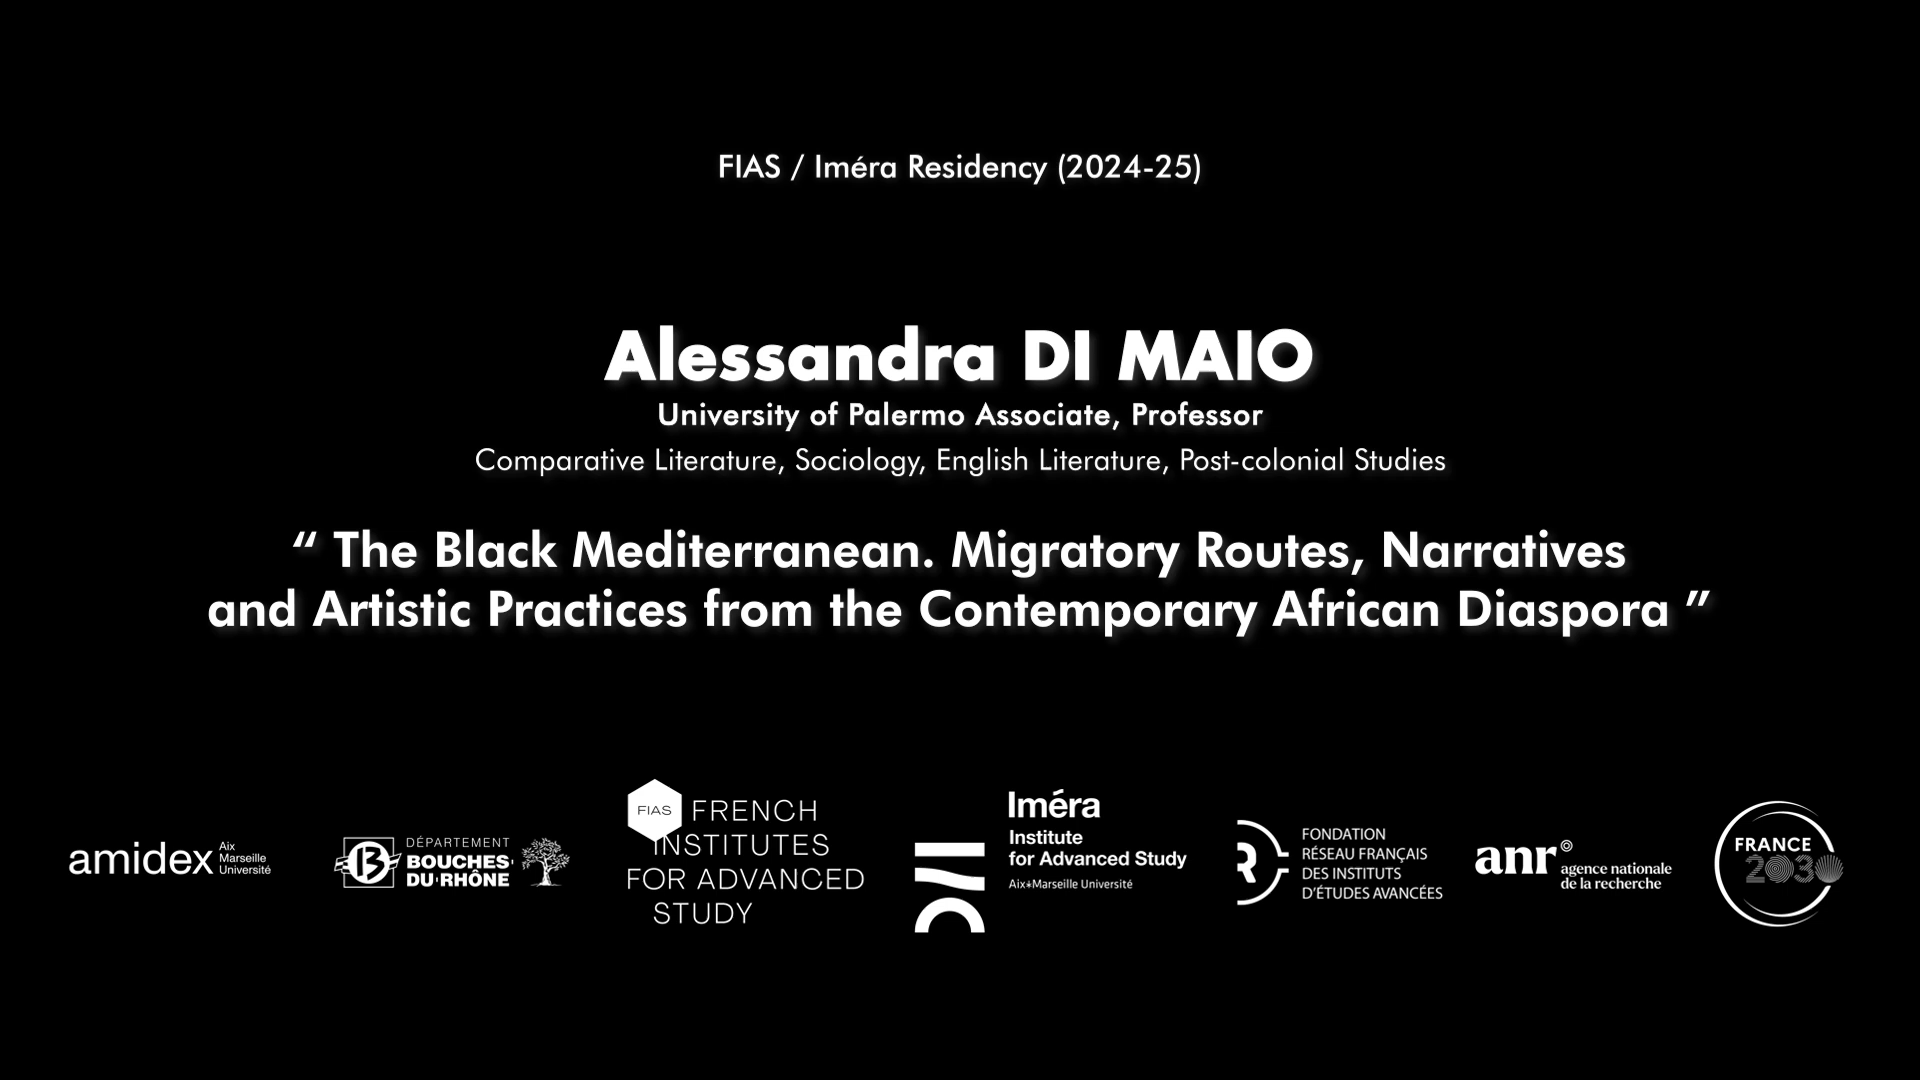 FIAS / Iméra Residency (2024-25)
Alessandra DI MAIO
University of Palermo Associate, Professor
Comparative Literature, Sociology, English Literature, Post-colonial Studies
“ The Black Mediterranean. Migratory Routes, Narratives
and Artistic Practices from the Contemporary African Diaspora ”
amidex
Aix
Marseille
Université
13
DÉPARTEMENT
BOUCHES-
DU-RHÔNE
FIAS
FRENCH
INSTITUTES
FOR ADVANCED
STUDY
Iméra
Institute
for Advanced Study
Aix*Marseille Université
R
FONDATION
RÉSEAU FRANÇAIS
DES INSTITUTS
D'ÉTUDES AVANCÉES
anr
agence nationale
de la recherche
FRANCE
2030